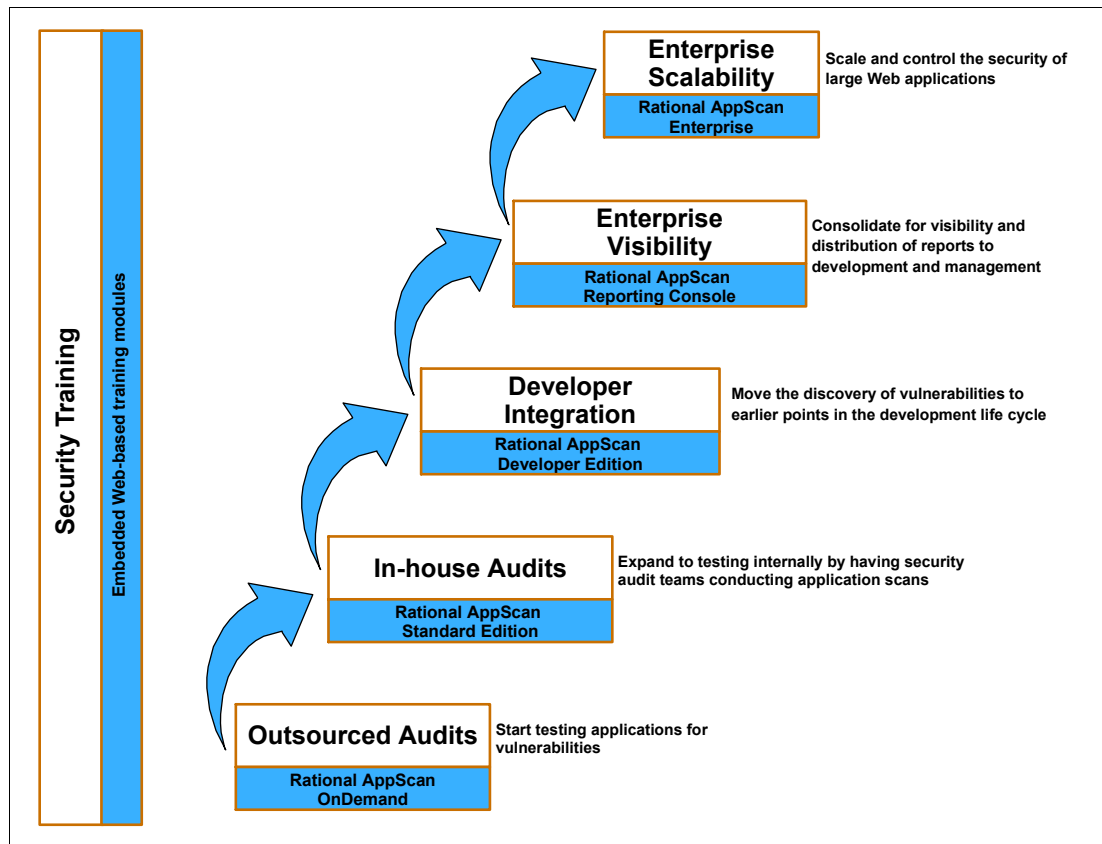 Security Training
Embedded Web-based training modules
Enterprise
Scalability
Rational AppScan
Enterprise
Scale and control the security of
large Web applications
Enterprise
Visibility
Rational AppScan
Reporting Console
Consolidate for visibility and
distribution of reports to
development and management
Developer
Integration
Rational AppScan
Developer Edition
Move the discovery of vulnerabilities to
earlier points in the development life cycle
In-house Audits
Rational AppScan
Standard Edition
Expand to testing internally by having security
audit teams conducting application scans
Outsourced Audits
Rational AppScan
OnDemand
Start testing applications for
vulnerabilities